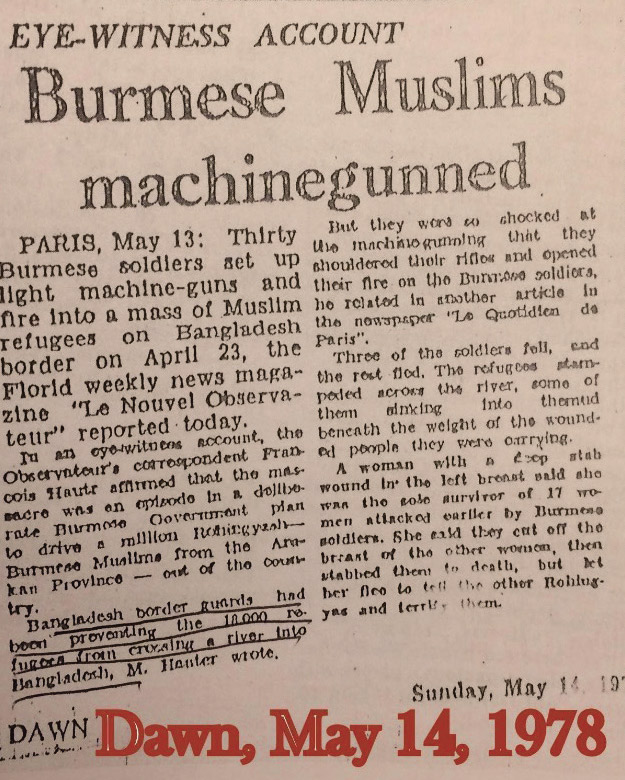 EYE-WITNESS ACCOUNT
Burmese Muslims
machinegunned
PARIS, May 13: Thirty
Burmese soldiers set up
light machine-guns and
fire into a mass of Muslim
refugees on Bangladesh
border on April 23, the
Florid weekly news maga-
zine "Le Nouvel Observa-
teur" reported today.
In an eye-witness account, the
Observateur's correspondent Fran-
cois Hautr affirmed that the mas-
sacre was an episode in a delibe-
rate Burmese Government plan
to drive a million Rohingyash—
Burmese Muslims from the Ara-
kan Province — out of the coun-
try.
Bangladesh border guards had
been preventing the 10,000 re-
fugees from crossing a river into
Bangladesh, M. Hauter wrote.
But they were so shocked at
the machinegunning that they
shouldered their rifles and opened
their fire on the Burmese soldiers,
he related in another article in
the newspaper "Le Quotidien de
Paris".
Three of the soldiers fell, and
the rest fled. The refugees stam-
peded across the river, some of
them sinking into the mud
beneath the weight of the wound-
ed people they were carrying.
A woman with a deep stab
wound in the left breast said she
was the sole survivor of 17 wo-
men attacked earlier by Burmese
soldiers. She said they cut off the
breast of the other women, then
stabbed them to death, but let
her flee to tell the other Rohing-
yas and terrify them.
Sunday, May 14, 197
DAWN
Dawn, May 14, 1978